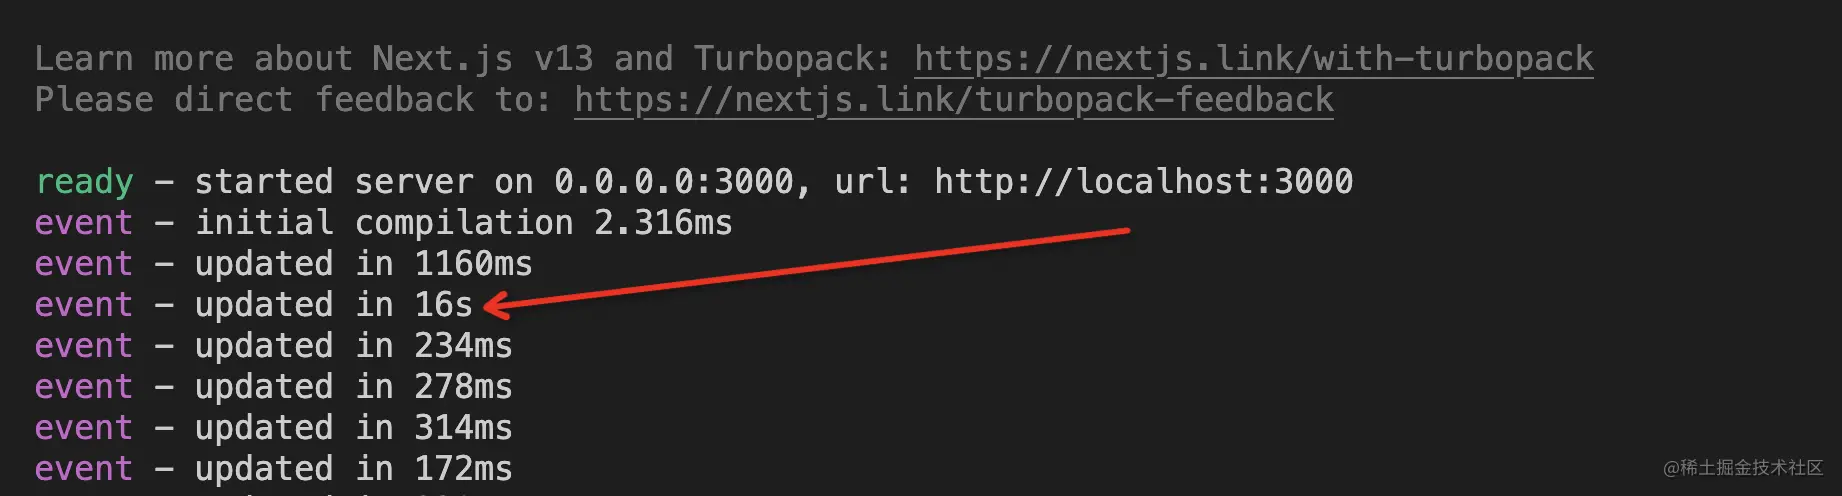 Learn more about Next.js v13 and Turbopack: https://nextjs.link/with-turbopack
Please direct feedback to: https://nextjs.link/turbopack-feedback
ready – started server on 0.0.0.0:3000, url: http://localhost:3000
event – initial compilation 2.316ms
event – updated in 1160ms
event – updated in 16s
event – updated in 234ms
event – updated in 278ms
event – updated in 314ms
event – updated in 172ms
@稀土掘金技术社区